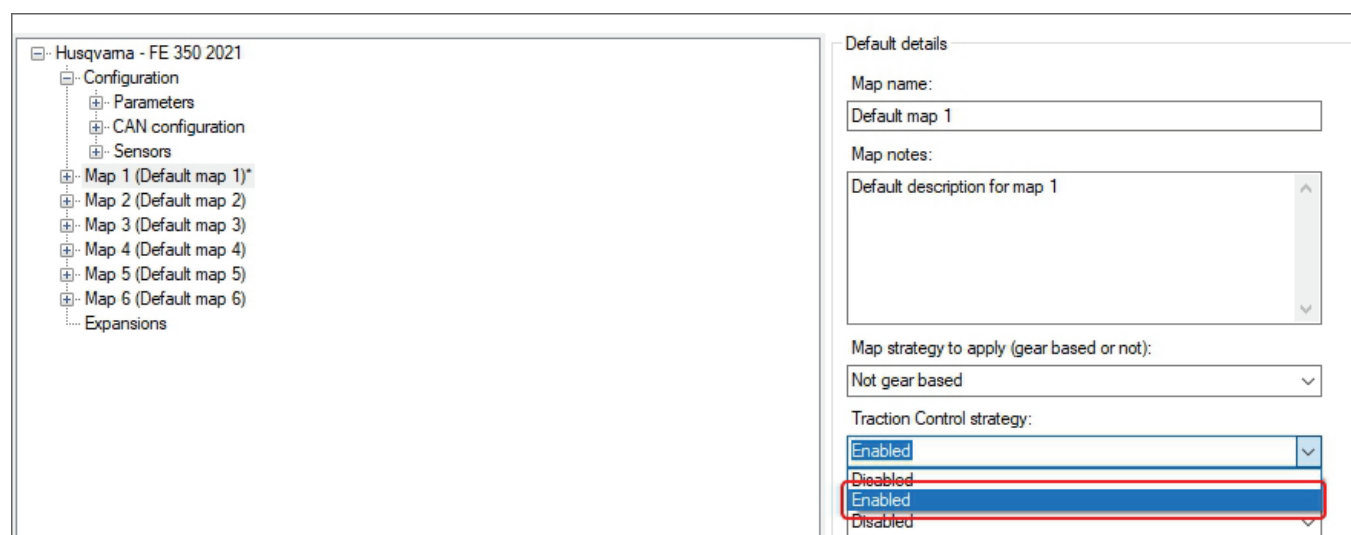 Husqvarna - FE 350 2021
Configuration
Parameters
CAN configuration
Sensors
Map 1 (Default map 1)*
Map 2 (Default map 2)
Map 3 (Default map 3)
Map 4 (Default map 4)
Map 5 (Default map 5)
Map 6 (Default map 6)
Expansions
Default details
Map name:
Default map 1
Map notes:
Default description for map 1
Map strategy to apply (gear based or not):
Not gear based
Traction Control strategy:
Enabled
Disabled
Enabled
Disabled